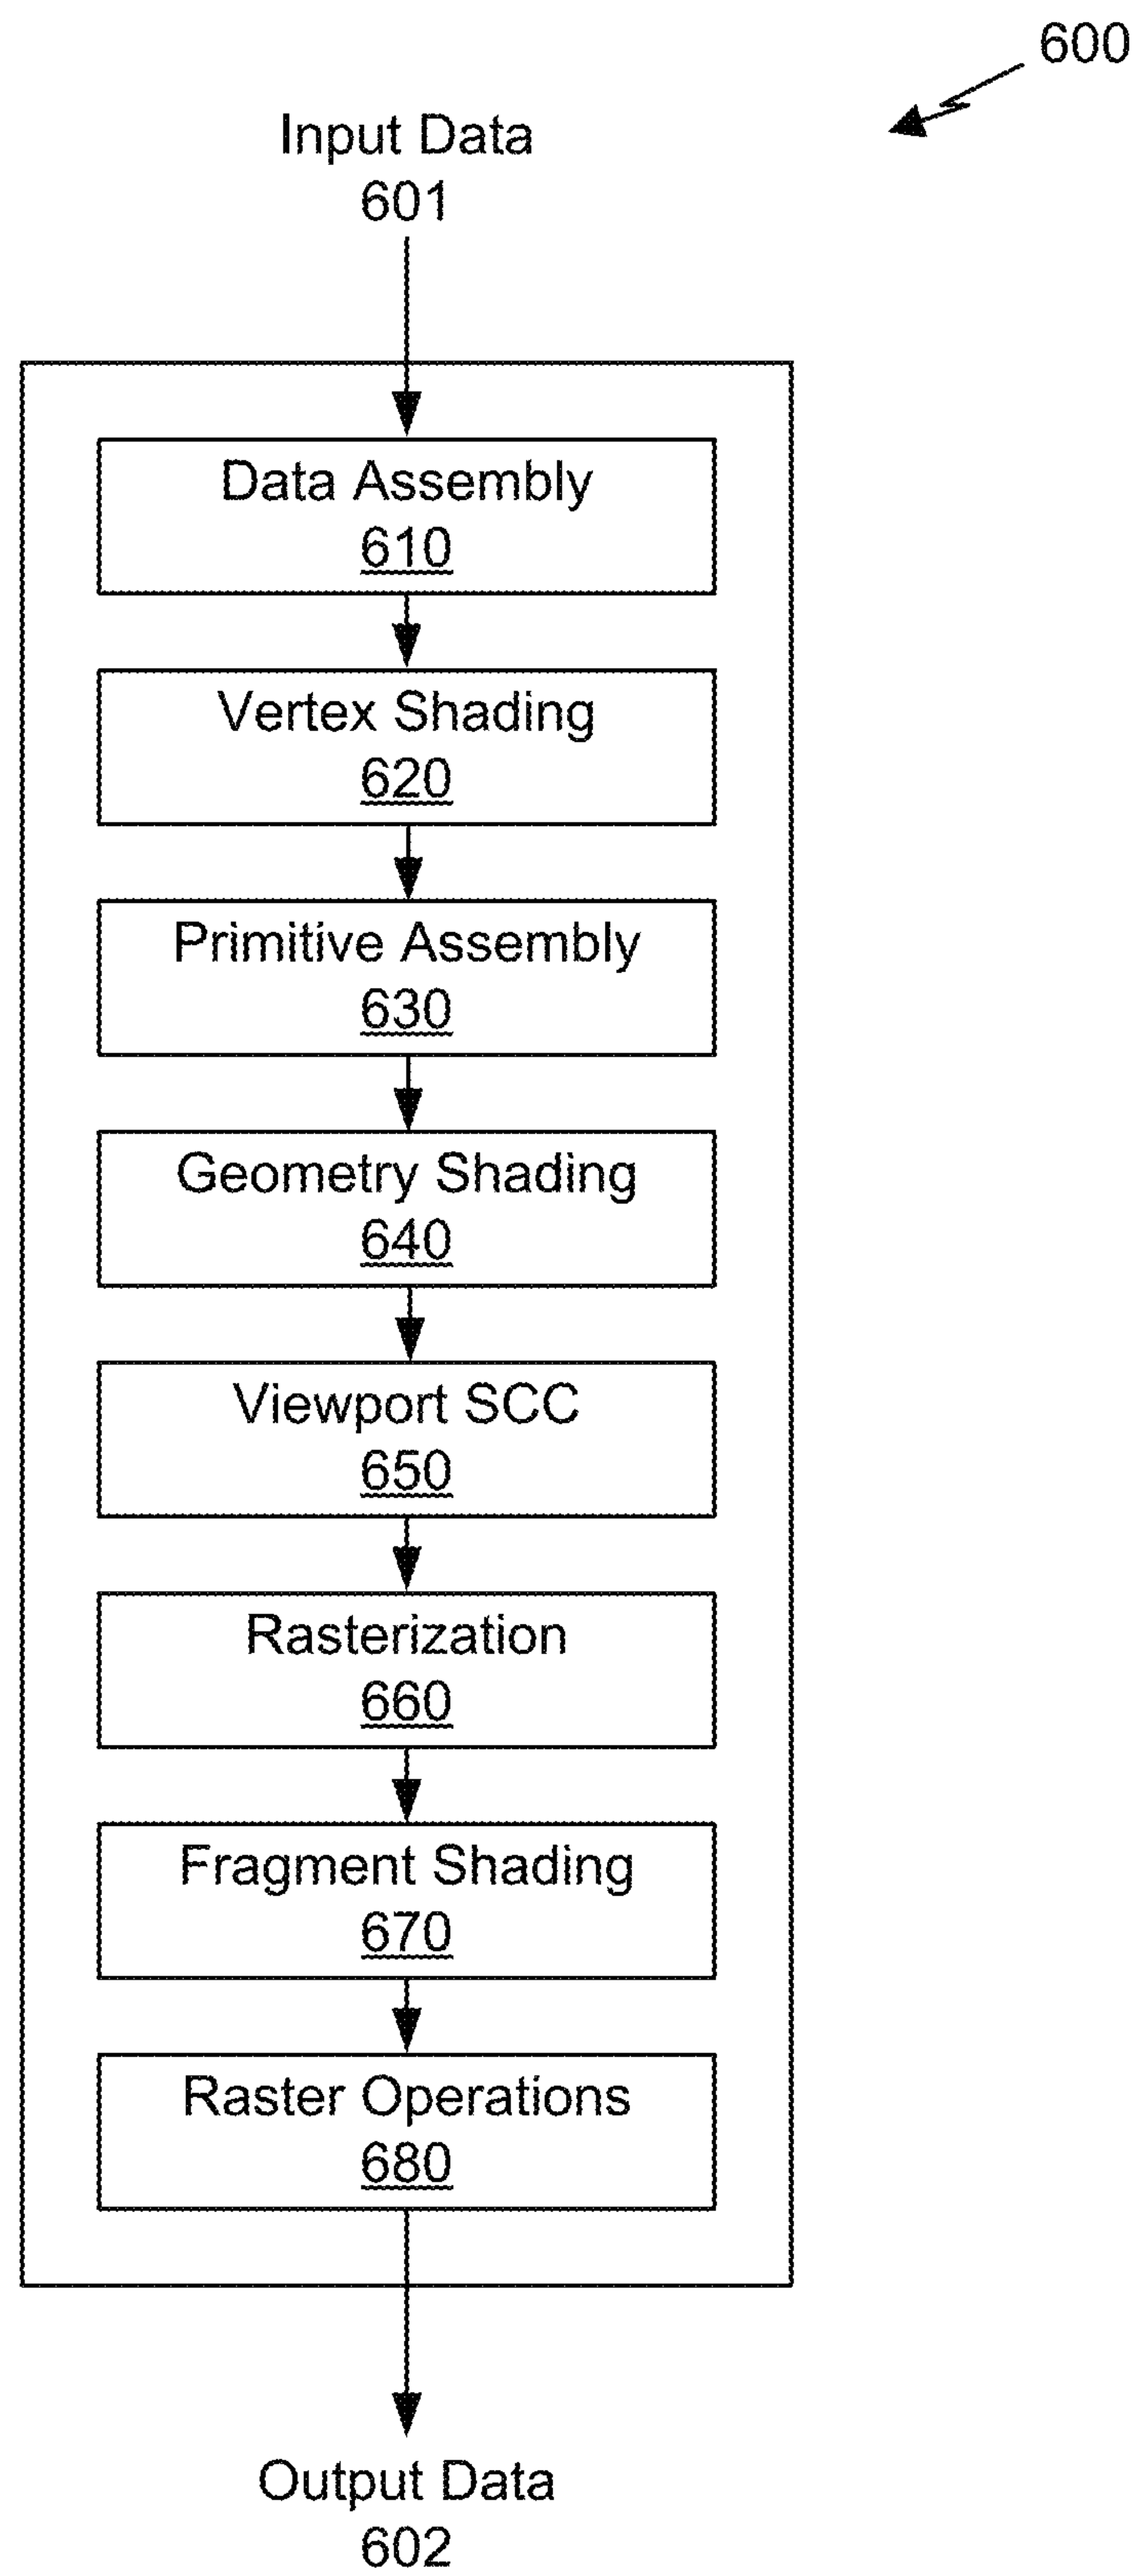 600
Input Data
601
Data Assembly
610
Vertex Shading
620
Primitive Assembly
630
Geometry Shading
640
Viewport SCC
650
Rasterization
660
Fragment Shading
670
Raster Operations
680
Output Data
602